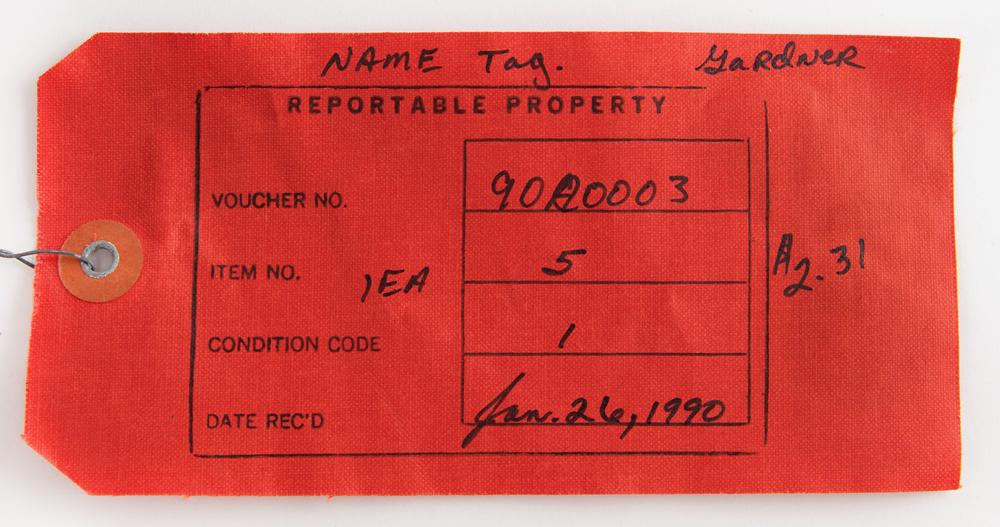 NAME Tag. Gardner
REPORTABLE PROPERTY
VOUCHER NO. 90A0003
ITEM NO. 1EA 5 A2.31
CONDITION CODE 1
DATE REC'D Jan. 26, 1990